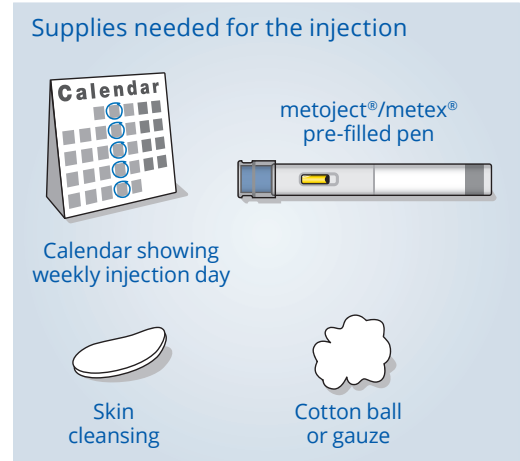 Supplies needed for the injection
Calendar
metoject®/metex®
pre-filled pen
Calendar showing
weekly injection day
Skin
cleansing
Cotton ball
or gauze